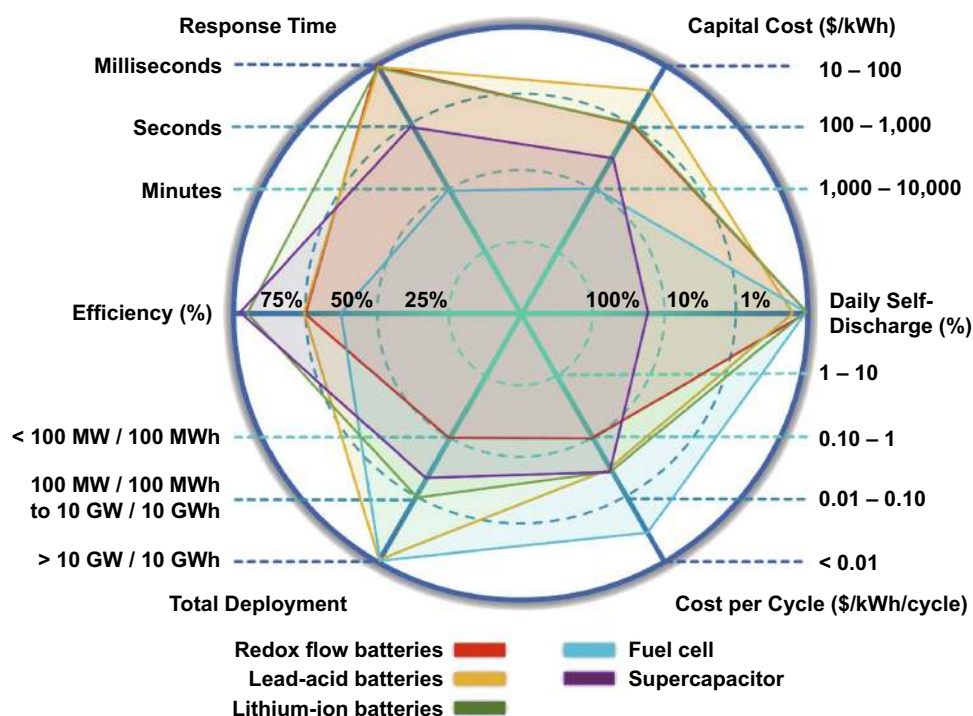 Response Time
Capital Cost ($/kWh)
Milliseconds
10 – 100
Seconds
100 – 1,000
Minutes
1,000 – 10,000
Efficiency (%)
75%
50%
25%
100%
10%
1%
Daily Self-
Discharge (%)
1 – 10
< 100 MW / 100 MWh
0.10 – 1
100 MW / 100 MWh
to 10 GW / 10 GWh
0.01 – 0.10
> 10 GW / 10 GWh
< 0.01
Total Deployment
Cost per Cycle ($/kWh/cycle)
Redox flow batteries
Fuel cell
Lead-acid batteries
Supercapacitor
Lithium-ion batteries